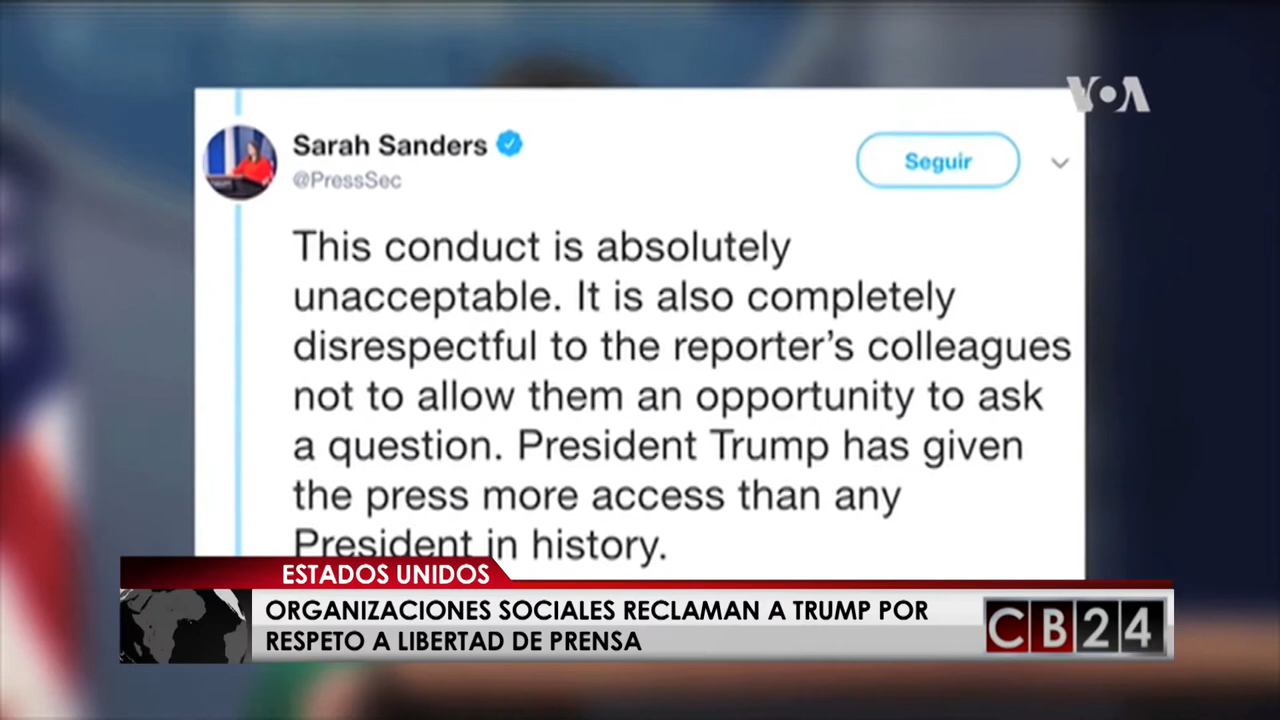 VOA
Sarah Sanders
@PressSec
Seguir
This conduct is absolutely
unacceptable. It is also completely
disrespectful to the reporter’s colleagues
not to allow them an opportunity to ask
a question. President Trump has given
the press more access than any
President in history.
ESTADOS UNIDOS
ORGANIZACIONES SOCIALES RECLAMAN A TRUMP POR
RESPETO A LIBERTAD DE PRENSA
CB24